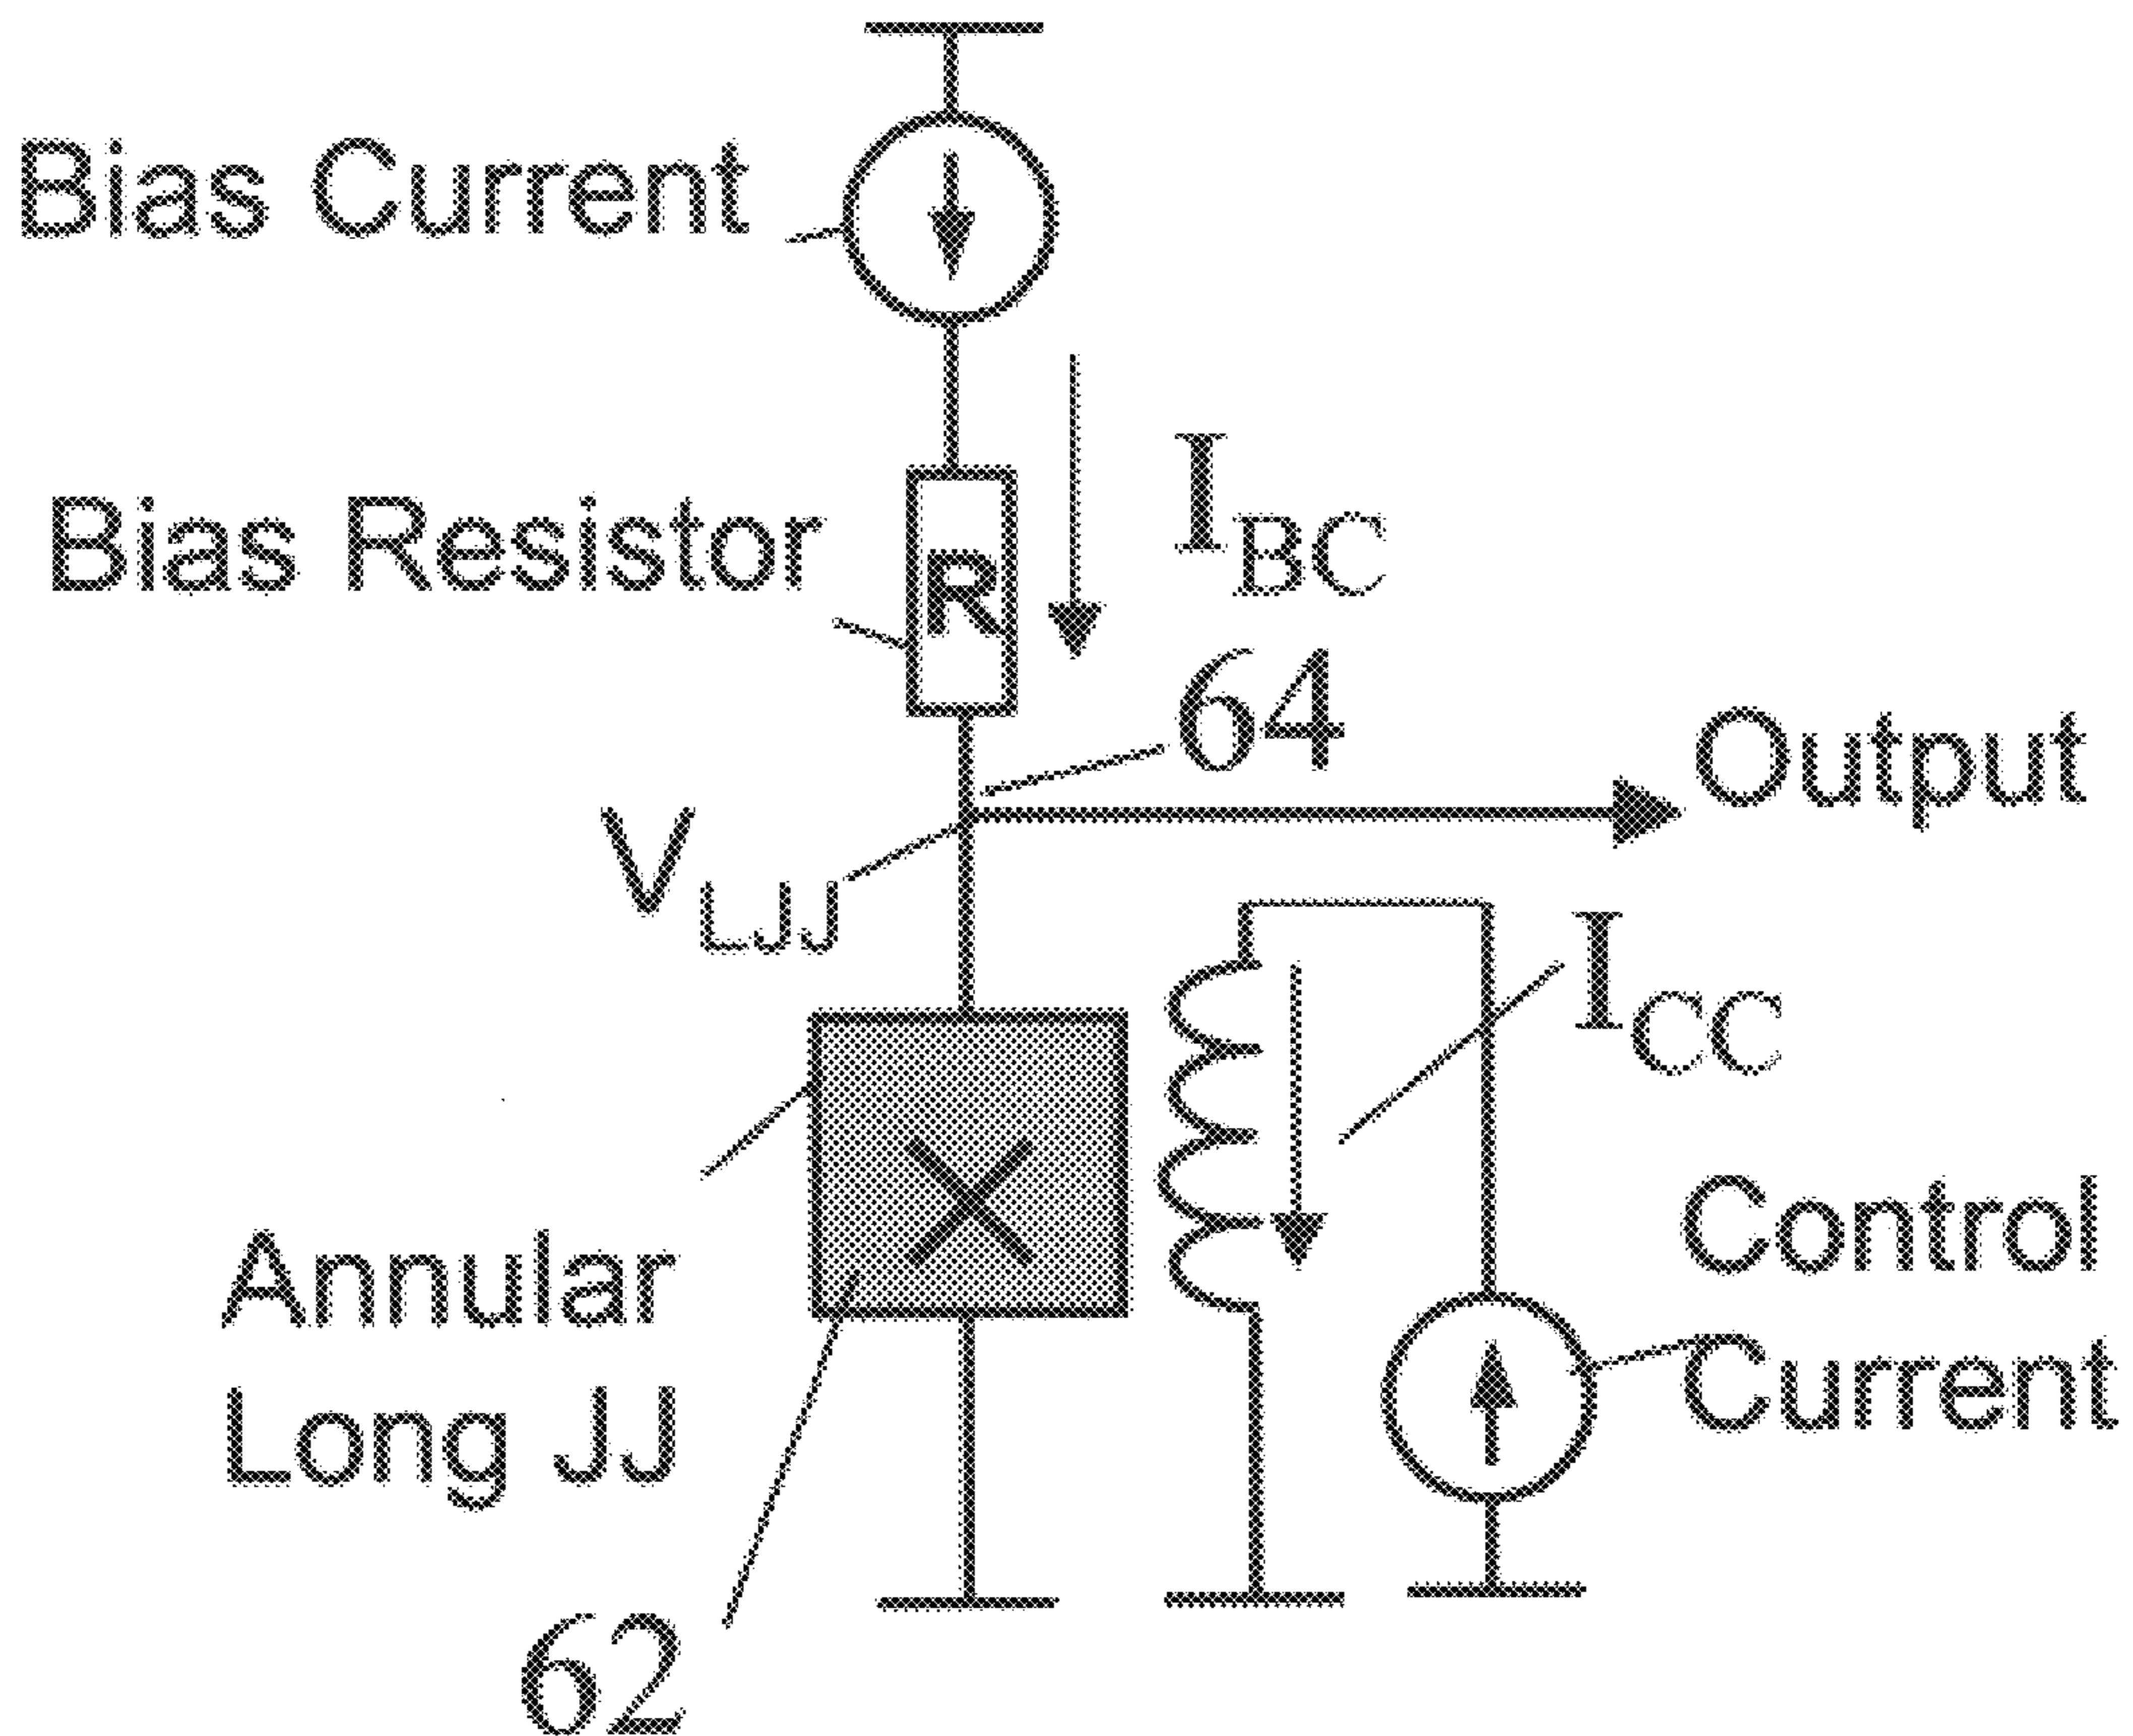 Bias Current
I_BC
Bias Resistor
R
64
Output
V_LJJ
I_CC
Annular
Long JJ
Control
Current
62